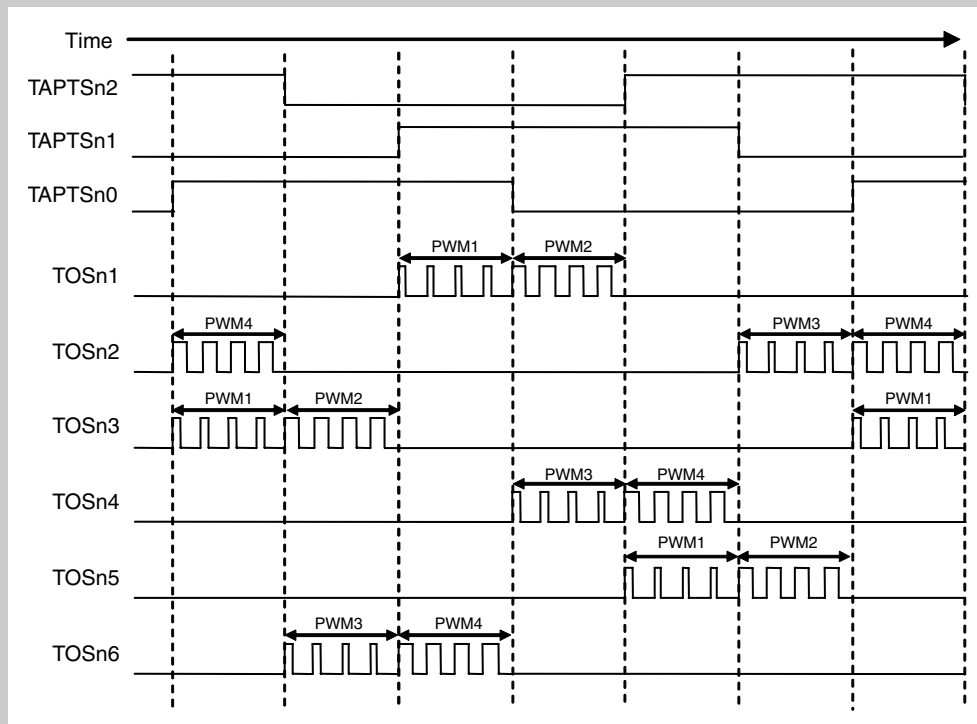 Time
TAPTSn2
TAPTSn1
TAPTSn0
PWM1 PWM2
TOSn1
PWM4 PWM3 PWM4
TOSn2
PWM1 PWM2 PWM1
TOSn3
PWM3 PWM4
TOSn4
PWM1 PWM2
TOSn5
PWM3 PWM4
TOSn6